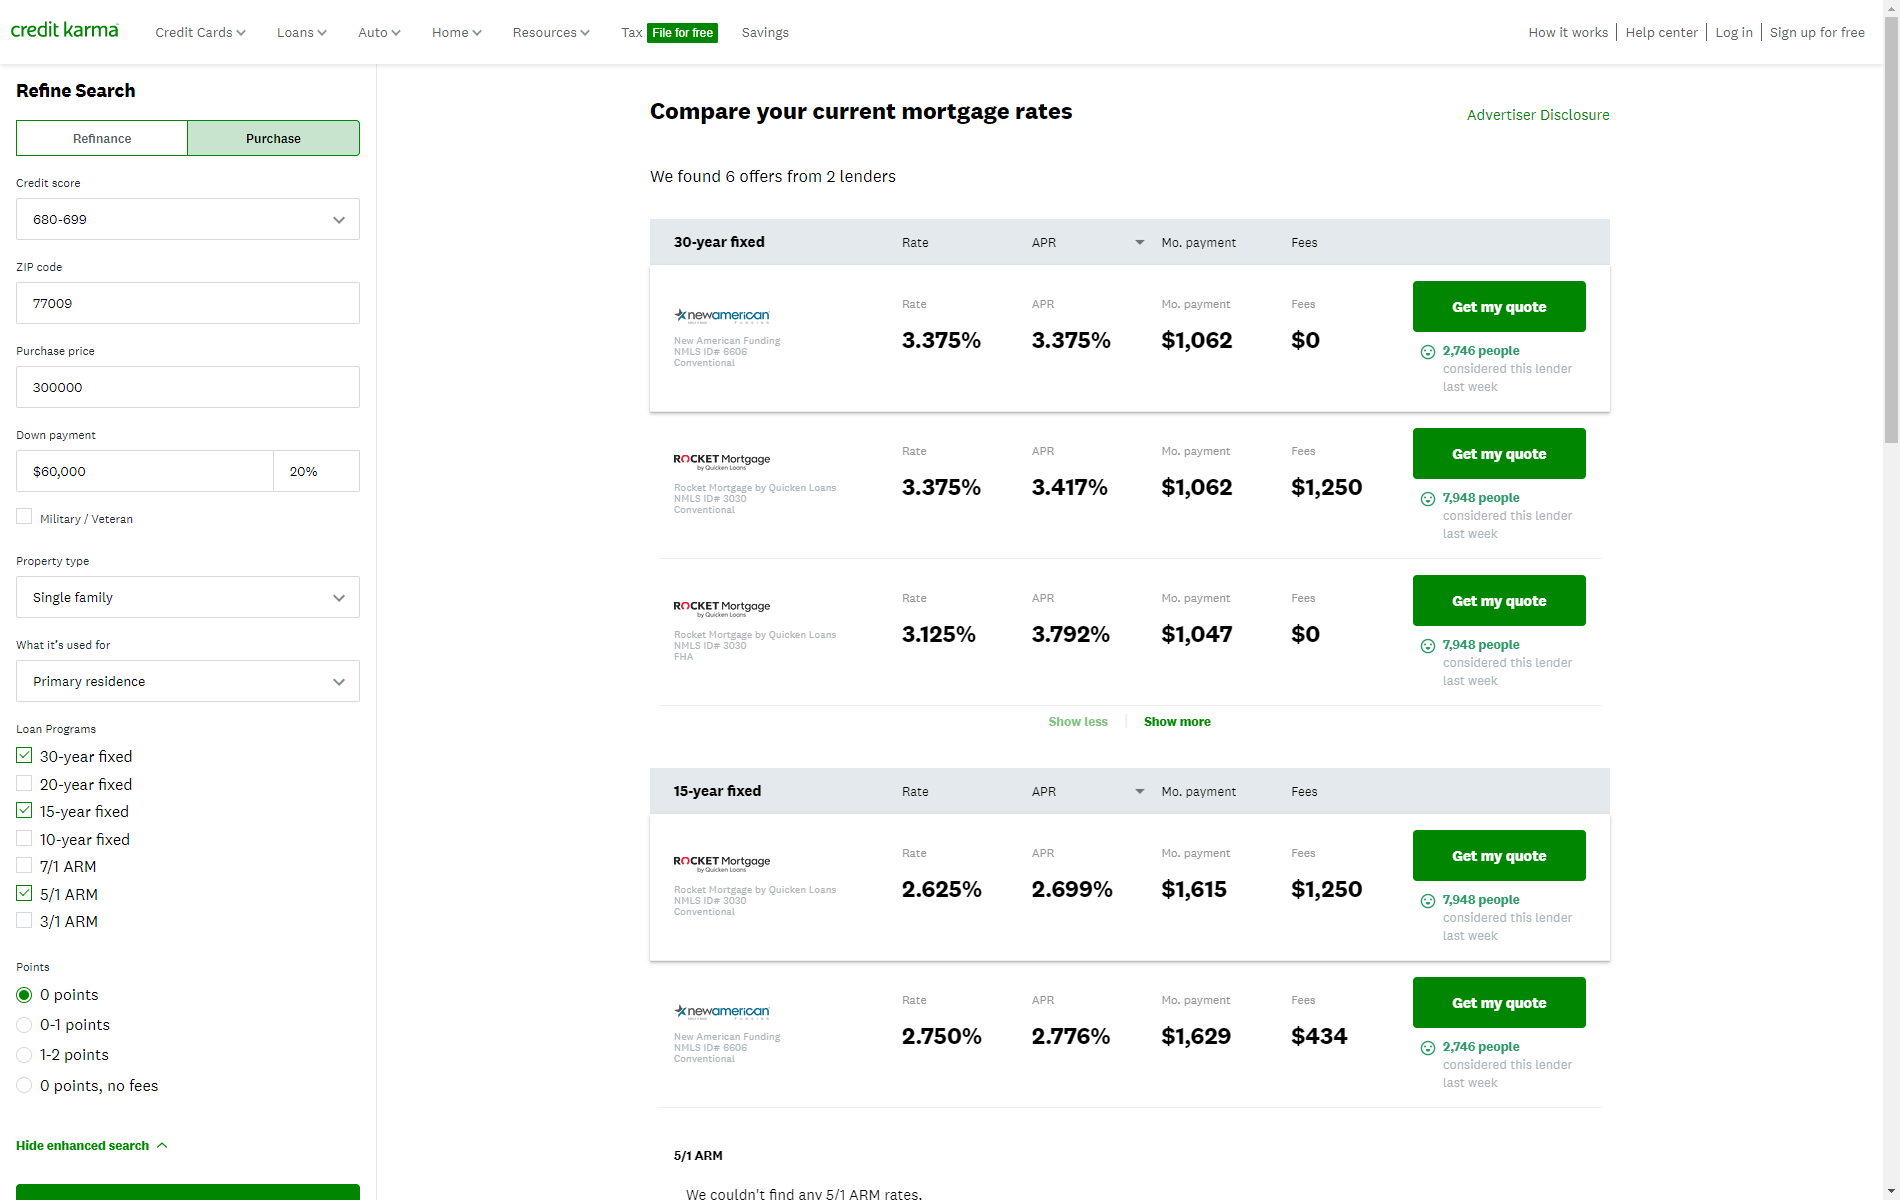 credit karma
Credit Cards
Loans
Auto
Home
Resources
Tax File for free
Savings
How it works
Help center
Log in
Sign up for free
Refine Search
Refinance
Purchase
Credit score
680-699
ZIP code
77009
Purchase price
300000
Down payment
$60,000
20%
Military / Veteran
Property type
Single family
What it's used for
Primary residence
Loan Programs
30-year fixed
20-year fixed
15-year fixed
10-year fixed
7/1 ARM
5/1 ARM
3/1 ARM
Points
0 points
0-1 points
1-2 points
0 points, no fees
Hide enhanced search
Compare your current mortgage rates
Advertiser Disclosure
We found 6 offers from 2 lenders
30-year fixed Rate APR Mo. payment Fees
newamerican
New American Funding
NMLS ID# 6606
Conventional
Rate APR Mo. payment Fees
3.375% 3.375% $1,062 $0
Get my quote
2,746 people
considered this lender
last week
ROCKET Mortgage
by Quicken Loans
Rocket Mortgage by Quicken Loans
NMLS ID# 3030
Conventional
Rate APR Mo. payment Fees
3.375% 3.417% $1,062 $1,250
Get my quote
7,948 people
considered this lender
last week
ROCKET Mortgage
by Quicken Loans
Rocket Mortgage by Quicken Loans
NMLS ID# 3030
FHA
Rate APR Mo. payment Fees
3.125% 3.792% $1,047 $0
Get my quote
7,948 people
considered this lender
last week
Show less Show more
15-year fixed Rate APR Mo. payment Fees
ROCKET Mortgage
by Quicken Loans
Rocket Mortgage by Quicken Loans
NMLS ID# 3030
Conventional
Rate APR Mo. payment Fees
2.625% 2.699% $1,615 $1,250
Get my quote
7,948 people
considered this lender
last week
newamerican
New American Funding
NMLS ID# 6606
Conventional
Rate APR Mo. payment Fees
2.750% 2.776% $1,629 $434
Get my quote
2,746 people
considered this lender
last week
5/1 ARM
We couldn't find any 5/1 ARM rates.